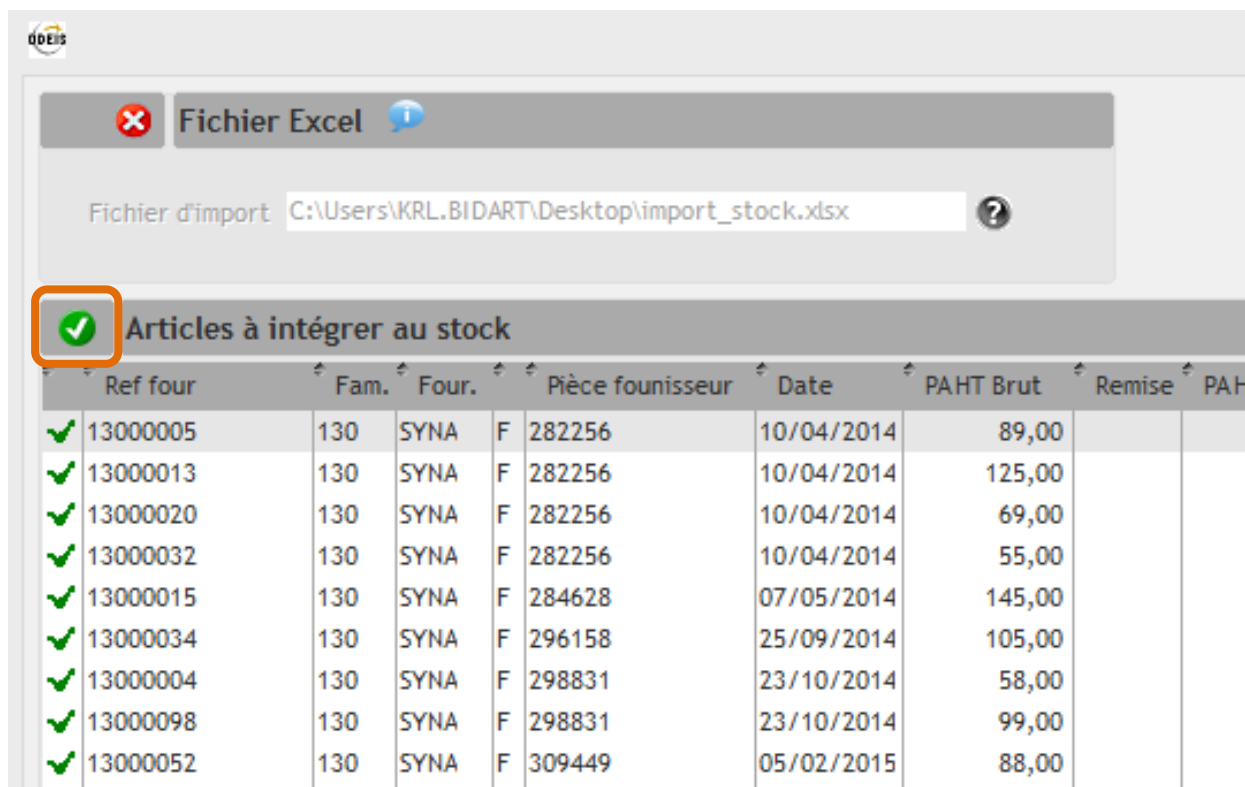 ODEIS
Fichier Excel
Fichier d'import C:\Users\KRL.BIDART\Desktop\import_stock.xlsx
Articles à intégrer au stock
Ref four Fam. Four. Pièce founisseur Date PAHT Brut Remise PAH
13000005 130 SYNA F 282256 10/04/2014 89,00
13000013 130 SYNA F 282256 10/04/2014 125,00
13000020 130 SYNA F 282256 10/04/2014 69,00
13000032 130 SYNA F 282256 10/04/2014 55,00
13000015 130 SYNA F 284628 07/05/2014 145,00
13000034 130 SYNA F 296158 25/09/2014 105,00
13000004 130 SYNA F 298831 23/10/2014 58,00
13000098 130 SYNA F 298831 23/10/2014 99,00
13000052 130 SYNA F 309449 05/02/2015 88,00